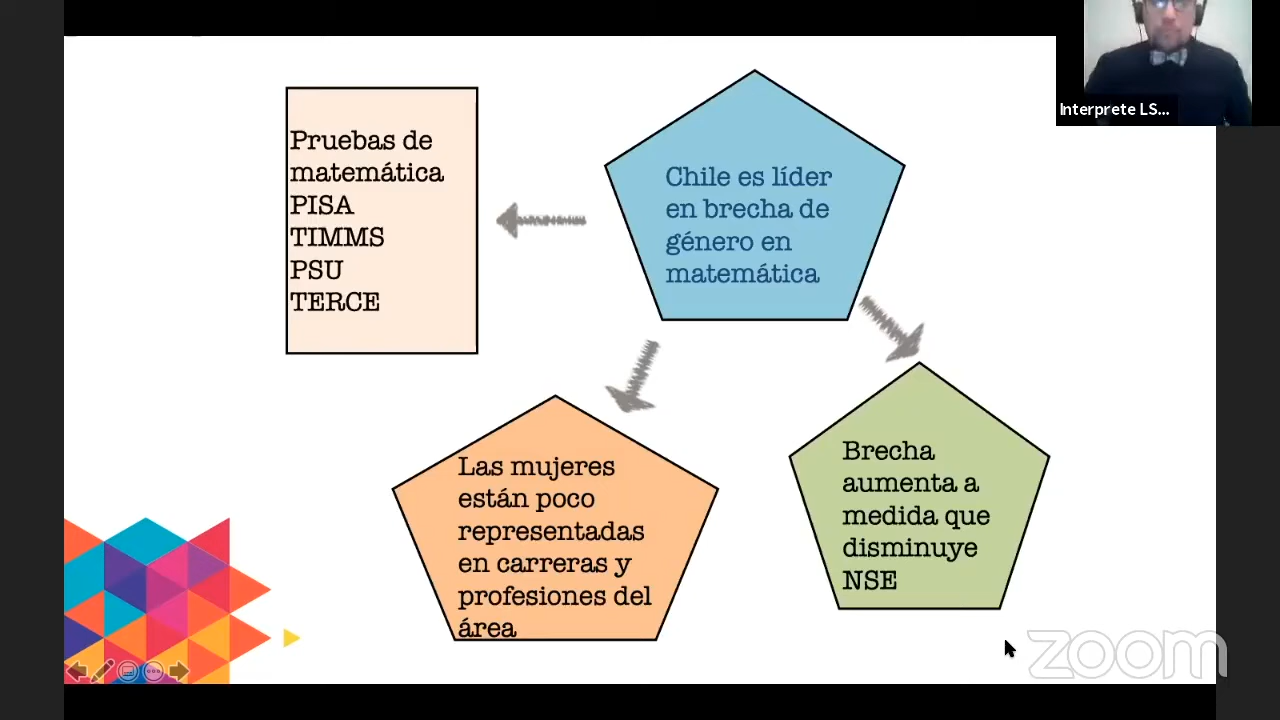 Interprete LS...
Pruebas de
matemática
PISA
TIMMS
PSU
TERCE
Chile es líder
en brecha de
género en
matemática
Las mujeres
están poco
representadas
en carreras y
profesiones del
área
Brecha
aumenta a
medida que
disminuye
NSE
zoom